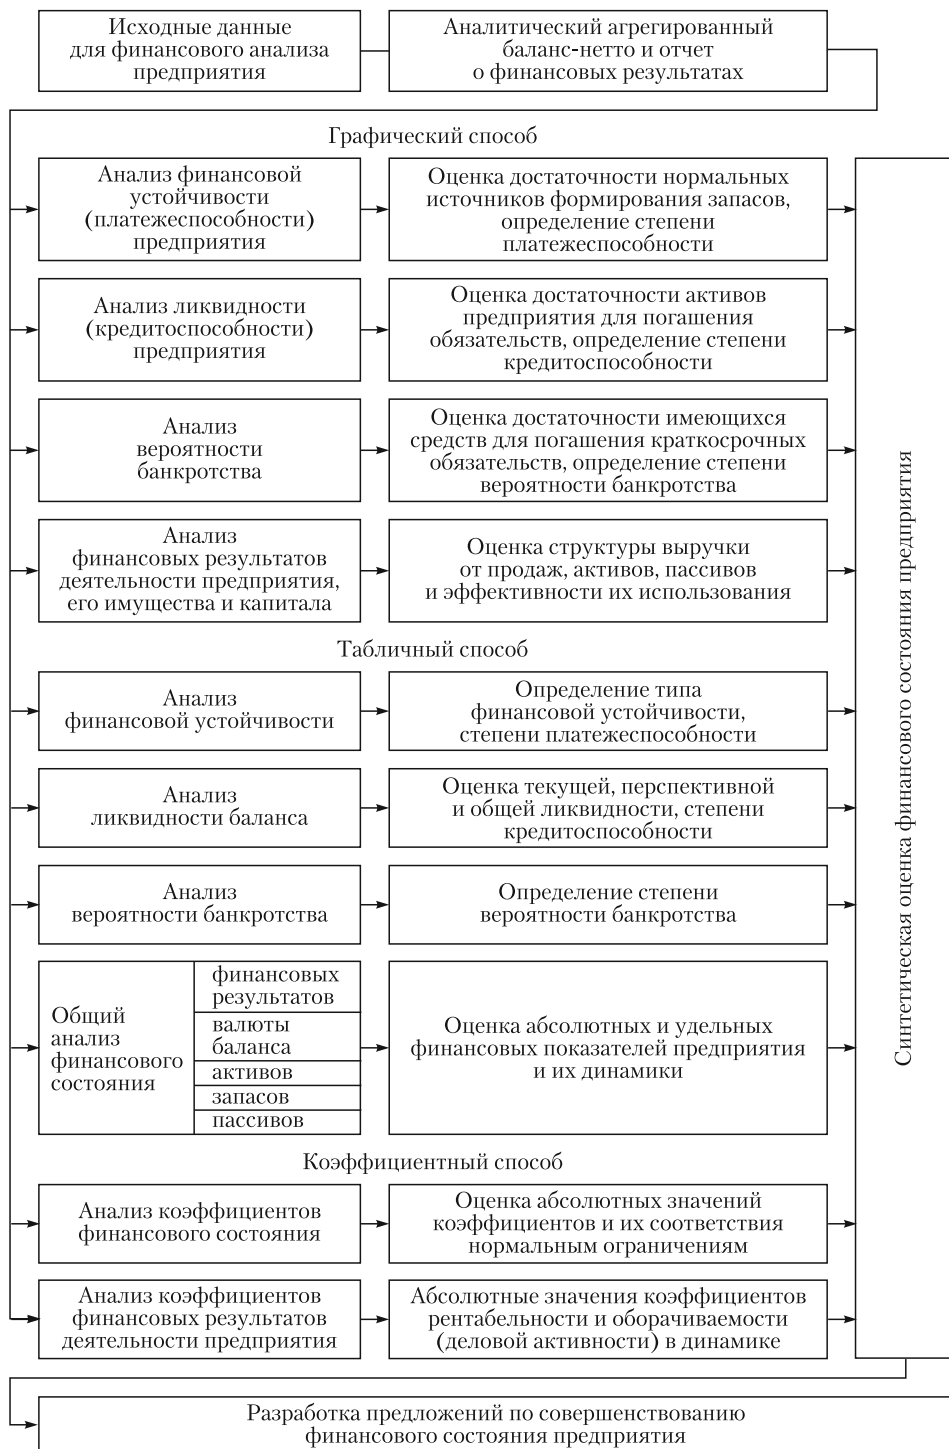 Исходные данные
для финансового анализа
предприятия
Аналитический агрегированный
баланс-нетто и отчет
о финансовых результатах
Графический способ
Анализ финансовой
устойчивости
(платежеспособности)
предприятия
Оценка достаточности нормальных
источников формирования запасов,
определение степени
платежеспособности
Анализ ликвидности
(кредитоспособности)
предприятия
Оценка достаточности активов
предприятия для погашения
обязательств, определение степени
кредитоспособности
Анализ
вероятности
банкротства
Оценка достаточности имеющихся
средств для погашения краткосрочных
обязательств, определение степени
вероятности банкротства
Анализ
финансовых результатов
деятельности предприятия,
его имущества и капитала
Оценка структуры выручки
от продаж, активов, пассивов
и эффективности их использования
Табличный способ
Анализ
финансовой устойчивости
Определение типа
финансовой устойчивости,
степени платежеспособности
Анализ
ликвидности баланса
Оценка текущей, перспективной
и общей ликвидности, степени
кредитоспособности
Анализ
вероятности банкротства
Определение степени
вероятности банкротства
Общий
анализ
финансового
состояния
финансовых
результатов
валюты
баланса
активов
запасов
пассивов
Оценка абсолютных и удельных
финансовых показателей предприятия
и их динамики
Коэффициентный способ
Анализ коэффициентов
финансового состояния
Оценка абсолютных значений
коэффициентов и их соответствия
нормальным ограничениям
Анализ коэффициентов
финансовых результатов
деятельности предприятия
Абсолютные значения коэффициентов
рентабельности и оборачиваемости
(деловой активности) в динамике
Синтетическая оценка финансового состояния предприятия
Разработка предложений по совершенствованию
финансового состояния предприятия